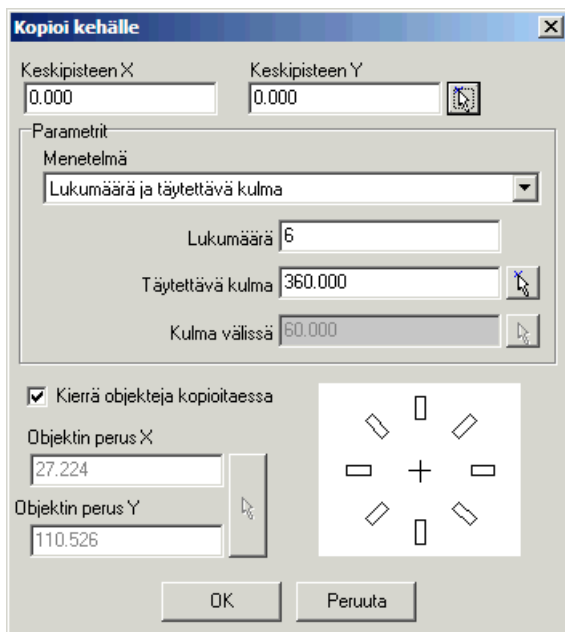 Kopioi kehälle
Keskipisteen X
Keskipisteen Y
0.000
0.000
Parametrit
Menetelmä
Lukumäärä ja täytettävä kulma
Lukumäärä 6
Täytettävä kulma 360.000
Kulma välissä 60.000
Kierrä objekteja kopioitaessa
Objektin perus X
27.224
Objektin perus Y
110.526
OK
Peruuta